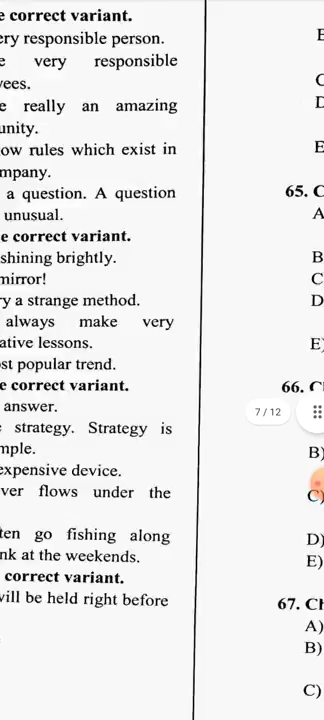 e correct variant.
ery responsible person.
e very responsible
yees.
e really an amazing
unity.
ow rules which exist in
mpany.
a question. A question
unusual.
e correct variant.
shining brightly.
mirror!
ry a strange method.
always make very
ative lessons.
st popular trend.
e correct variant.
answer.
e strategy. Strategy is
mple.
expensive device.
ver flows under the
ten go fishing along
nk at the weekends.
correct variant.
will be held right before
E
C
D
E
65. C
A
B
C
D
E)
66. C
7 / 12
B)
C)
D)
E)
67. Ch
A)
B)
C)